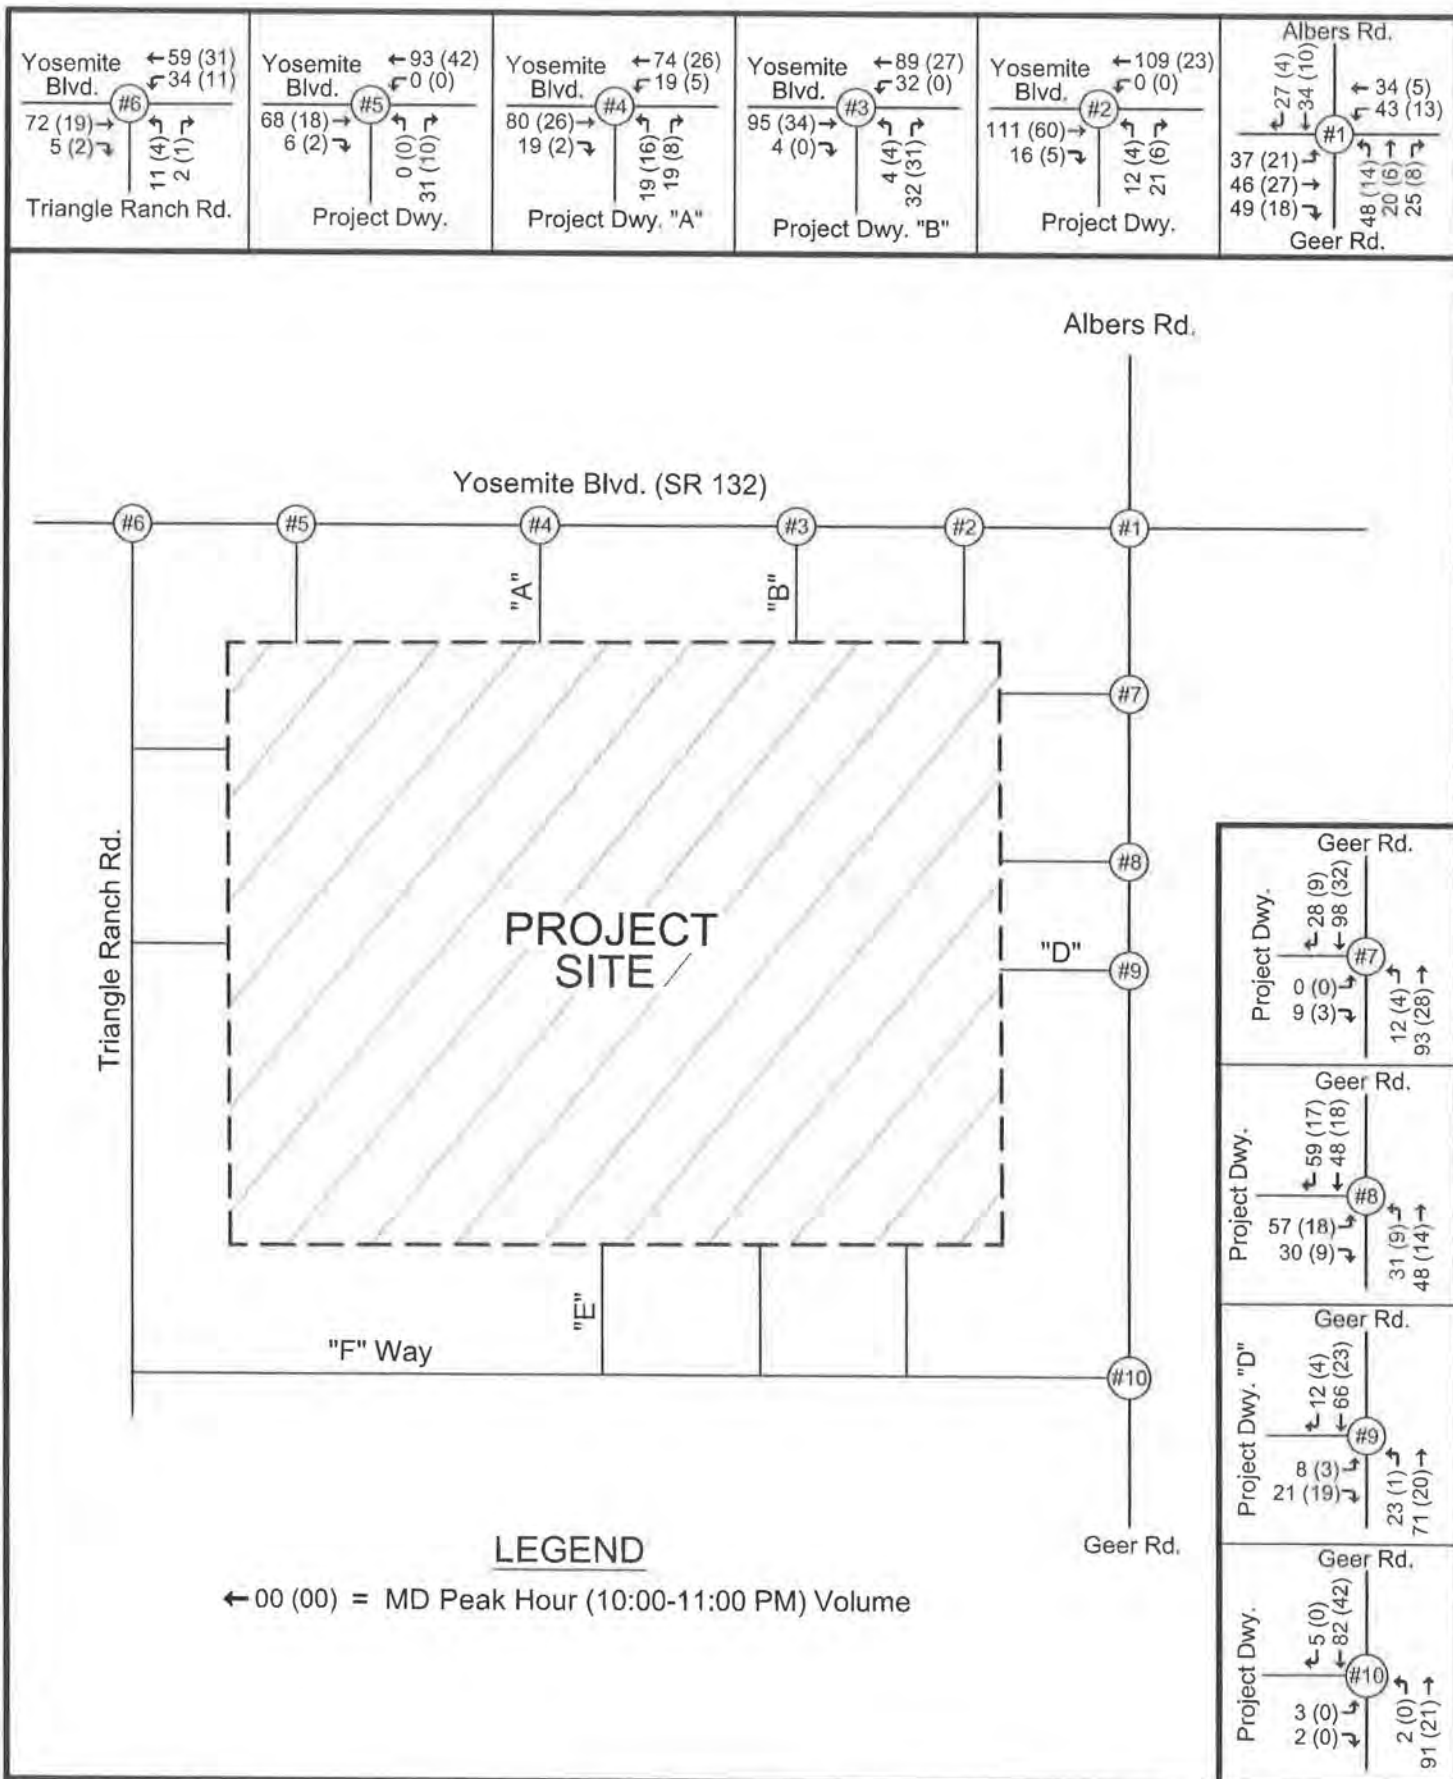 Yosemite
Blvd.
←59 (31)
34 (11)
#6
72 (19)→
5 (2)
11 (4)
2 (1)
Triangle Ranch Rd.
Yosemite
Blvd.
←93 (42)
0 (0)
#5
68 (18)→
6 (2)
0 (0)
31 (10)
Project Dwy.
Yosemite
Blvd.
←74 (26)
19 (5)
#4
80 (26)→
19 (2)
19 (16)
19 (8)
Project Dwy. "A"
Yosemite
Blvd.
←89 (27)
32 (0)
#3
95 (34)→
4 (0)
4 (4)
32 (31)
Project Dwy. "B"
Yosemite
Blvd.
←109 (23)
0 (0)
#2
111 (60)→
16 (5)
12 (4)
21 (6)
Project Dwy.
Albers Rd.
27 (4)
34 (10)
← 34 (5)
43 (13)
#1
37 (21)
46 (27)→
49 (18)
48 (14)
20 (6)
25 (8)
Geer Rd.
Albers Rd.
Yosemite Blvd. (SR 132)
#6
#5
#4
#3
#2
#1
"A"
"B"
#7
#8
"D"
#9
Triangle Ranch Rd.
PROJECT
SITE
"E"
"F" Way
#10
Geer Rd.
LEGEND
←00 (00) = MD Peak Hour (10:00-11:00 PM) Volume
Geer Rd.
Project Dwy.
28 (9)
98 (32)
#7
0 (0)
9 (3)
12 (4)
93 (28)
Geer Rd.
Project Dwy.
59 (17)
48 (18)
#8
57 (18)
30 (9)
31 (9)
48 (14)
Geer Rd.
Project Dwy. "D"
12 (4)
66 (23)
#9
8 (3)
21 (19)
23 (1)
71 (20)
Geer Rd.
Project Dwy.
5 (0)
82 (42)
#10
3 (0)
2 (0)
2 (0)
91 (21)